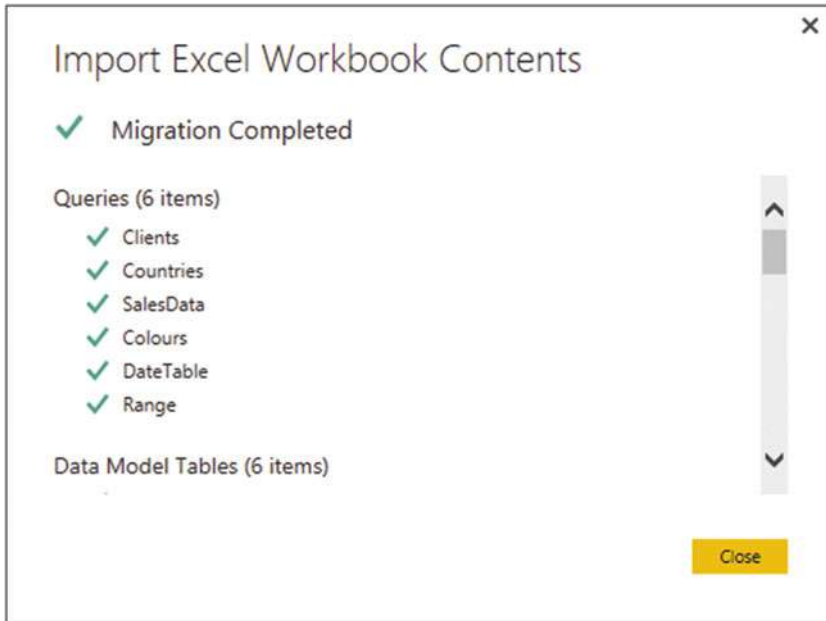 Import Excel Workbook Contents
Migration Completed
Queries (6 items)
Clients
Countries
SalesData
Colours
DateTable
Range
Data Model Tables (6 items)
Close